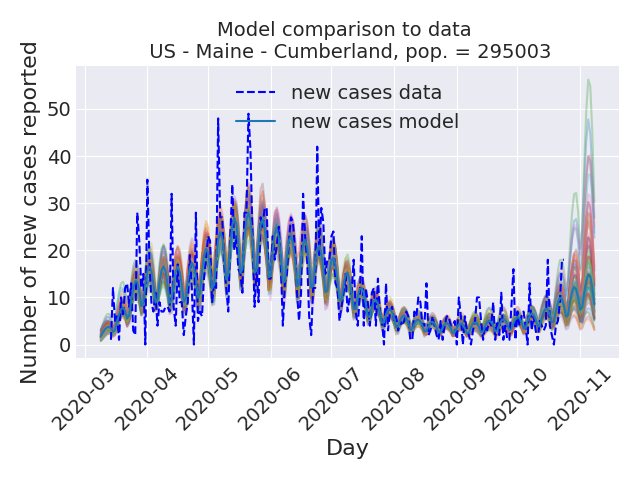 Model comparison to data
US - Maine - Cumberland, pop. = 295003
Number of new cases reported
50
40
30
20
10
0
new cases data
new cases model
2020-03
2020-04
2020-05
2020-06
2020-07
2020-08
2020-09
2020-10
2020-11
Day